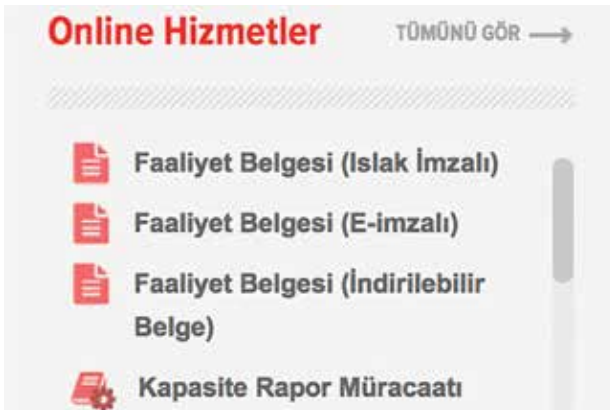 Online Hizmetler TÜMÜNÜ GÖR
Faaliyet Belgesi (Islak İmzalı)
Faaliyet Belgesi (E-imzalı)
Faaliyet Belgesi (İndirilebilir
Belge)
Kapasite Rapor Müracaatı